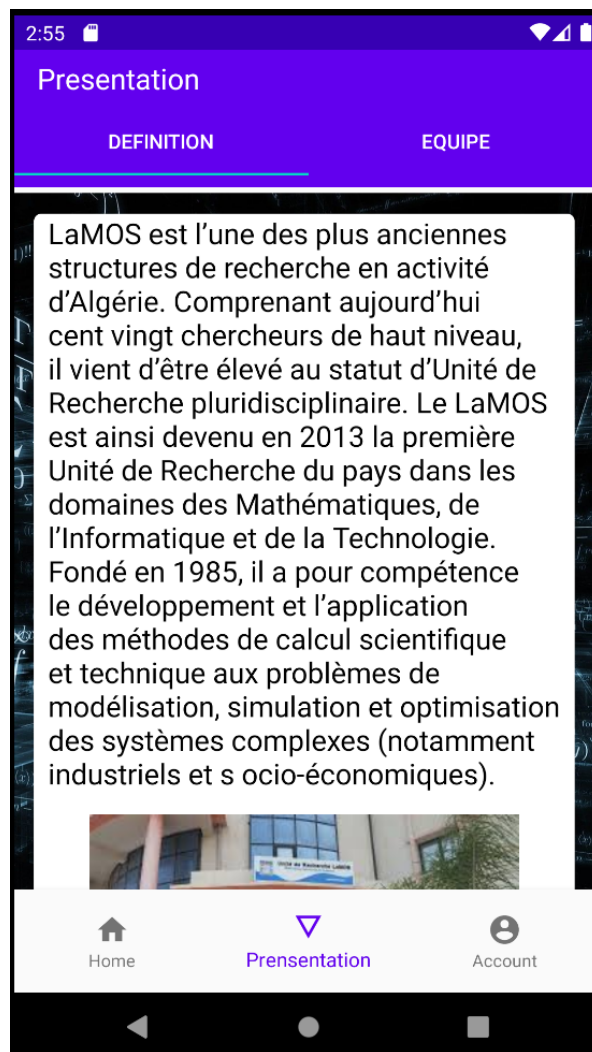 2:55
Presentation
DEFINITION
EQUIPE
LaMOS est l’une des plus anciennes
structures de recherche en activité
d’Algérie. Comprenant aujourd’hui
cent vingt chercheurs de haut niveau,
il vient d’être élevé au statut d’Unité de
Recherche pluridisciplinaire. Le LaMOS
est ainsi devenu en 2013 la première
Unité de Recherche du pays dans les
domaines des Mathématiques, de
l’Informatique et de la Technologie.
Fondé en 1985, il a pour compétence
le développement et l’application
des méthodes de calcul scientifique
et technique aux problèmes de
modélisation, simulation et optimisation
des systèmes complexes (notamment
industriels et s ocio-économiques).
Unité de Recherche LaMOS
Home
Prensentation
Account